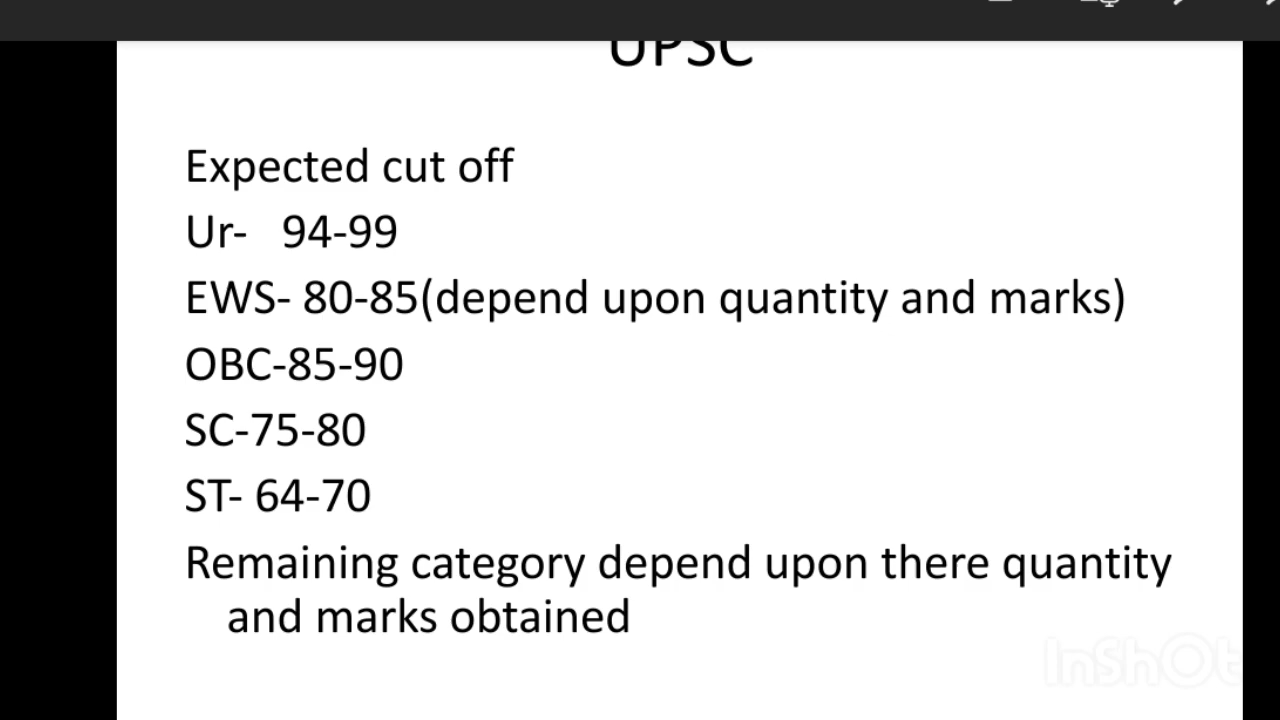 UPSC
Expected cut off
Ur- 94-99
EWS- 80-85(depend upon quantity and marks)
OBC-85-90
SC-75-80
ST- 64-70
Remaining category depend upon there quantity
and marks obtained
InShOt